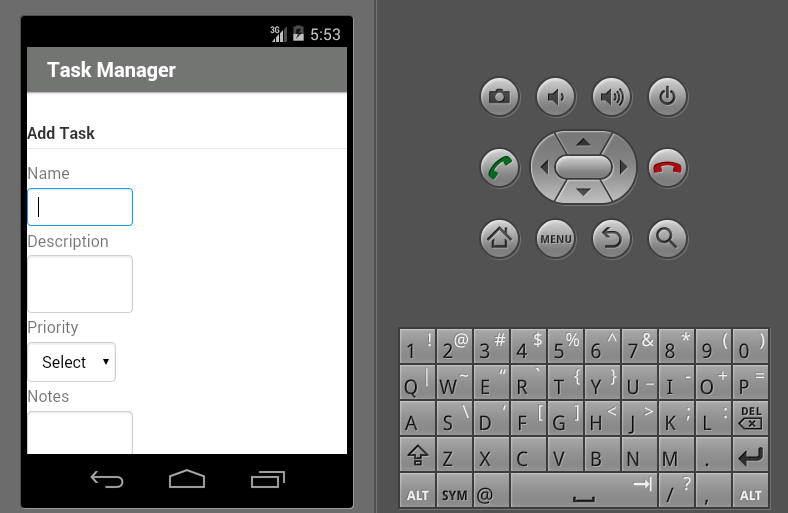 3G 5:53
Task Manager
Add Task
Name
Description
Priority
Select
Notes
MENU
1 ! 2 @ 3 # 4 $ 5 % 6 ^ 7 & 8 * 9 ( 0 )
Q | W ~ E “ R ` T { Y } U _ I - O + P =
A S \ D ‘ F [ G ] H < J > K ; L : DEL
Z X C V B N M .
ALT SYM @ / ? , ALT